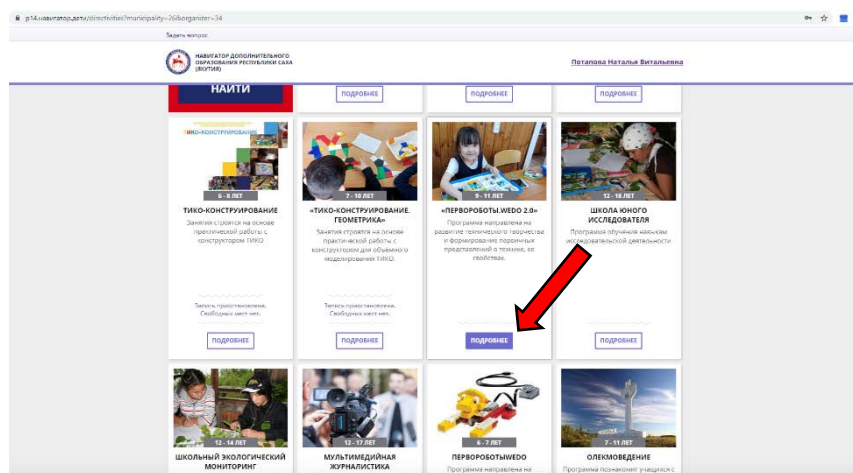 p14.навигатор.дети/directivities?municipality=26&organizer=34
Задать вопрос
НАВИГАТОР ДОПОЛНИТЕЛЬНОГО
ОБРАЗОВАНИЯ РЕСПУБЛИКИ САХА
(ЯКУТИЯ)
Потапова Наталья Витальевна
НАЙТИ
ПОДРОБНЕЕ
ПОДРОБНЕЕ
ПОДРОБНЕЕ
ТИКО-КОНСТРУИРОВАНИЕ
6 - 8 ЛЕТ
ТИКО-КОНСТРУИРОВАНИЕ
Занятия строятся на основе
практической работы с
конструктором ТИКО
Запись приостановлена.
Свободных мест нет.
ПОДРОБНЕЕ
7 - 10 ЛЕТ
«ТИКО-КОНСТРУИРОВАНИЕ.
ГЕОМЕТРИКА»
Занятия строятся на основе
практической работы с
конструктором для объёмного
моделирования ТИКО.
Запись приостановлена.
Свободных мест нет.
ПОДРОБНЕЕ
9 - 11 ЛЕТ
«ПЕРВОРОБОТЫ.WEDO 2.0»
Программа направлена на
развитие технического творчества
и формирование первичных
представлений о технике, ее
свойствах.
ПОДРОБНЕЕ
12 - 18 ЛЕТ
ШКОЛА ЮНОГО
ИССЛЕДОВАТЕЛЯ
Программа обучения навыкам
исследовательской деятельности
ПОДРОБНЕЕ
12 - 14 ЛЕТ
ШКОЛЬНЫЙ ЭКОЛОГИЧЕСКИЙ
МОНИТОРИНГ
12 - 17 ЛЕТ
МУЛЬТИМЕДИЙНАЯ
ЖУРНАЛИСТИКА
6 - 7 ЛЕТ
ПЕРВОРОБОТЫWEDO
Программа направлена на
7 - 11 ЛЕТ
ОЛЕКМОВЕДЕНИЕ
Программа познакомит учащихся с